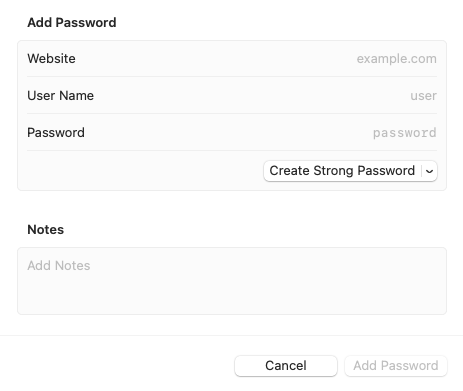 Add Password
Website example.com
User Name user
Password password
Create Strong Password
Notes
Add Notes
Cancel Add Password